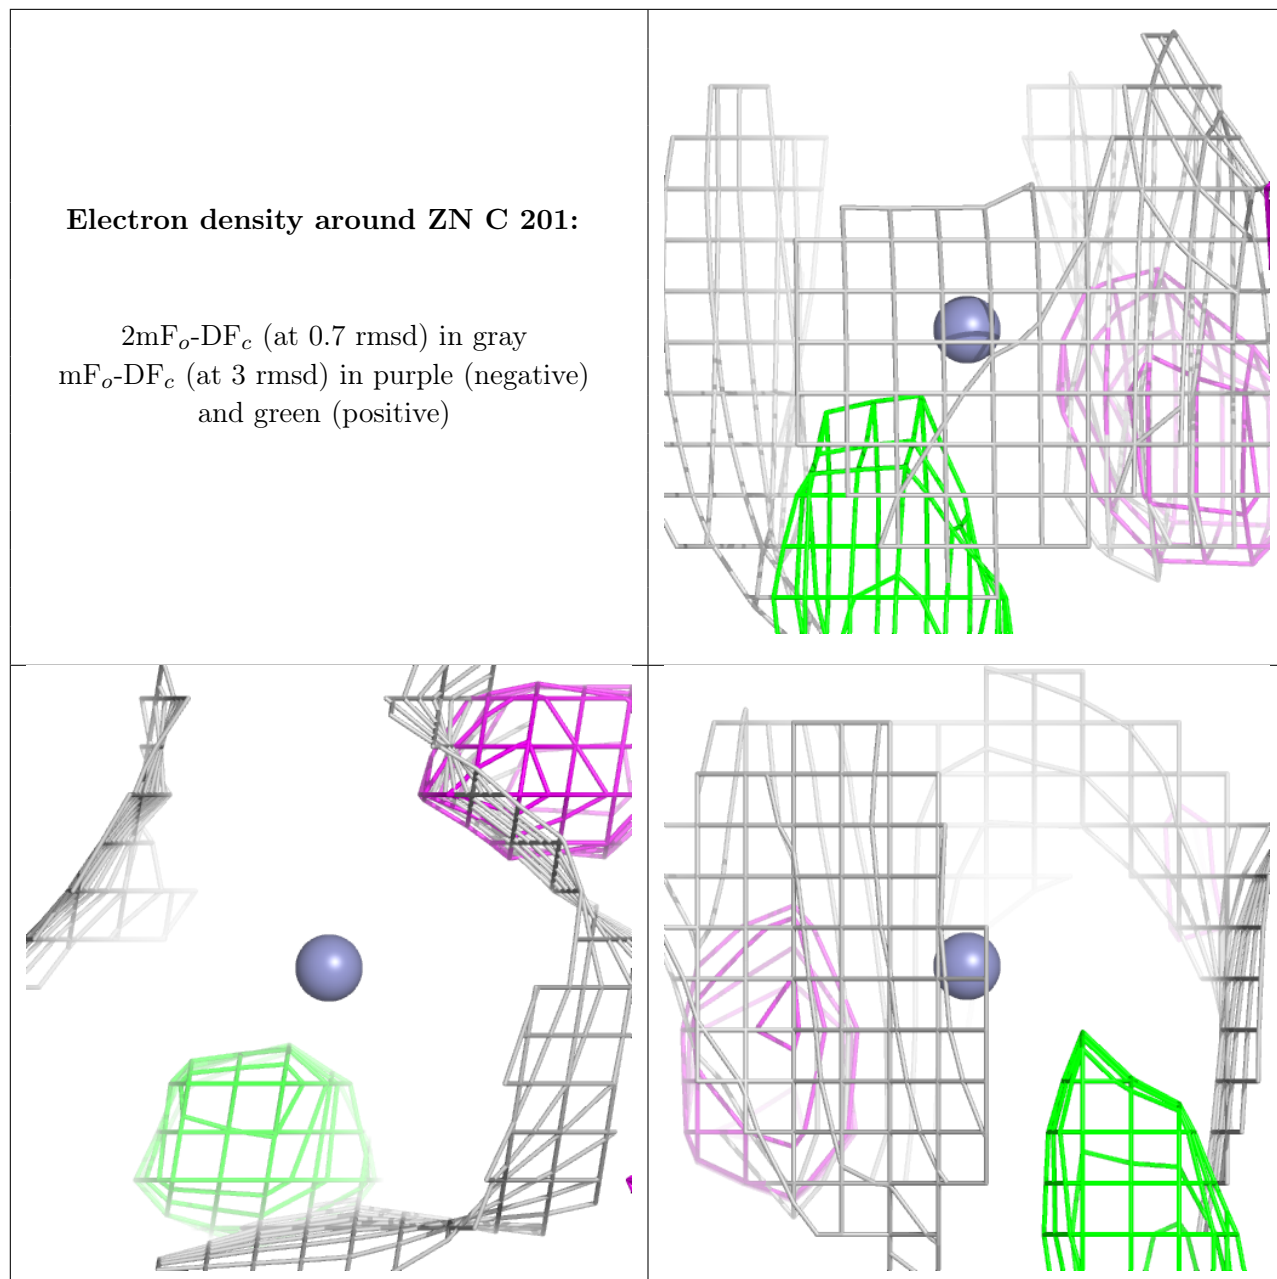 Electron density around ZN C 201:
2mFₒ-DF𝒸 (at 0.7 rmsd) in gray
mFₒ-DF𝒸 (at 3 rmsd) in purple (negative)
and green (positive)